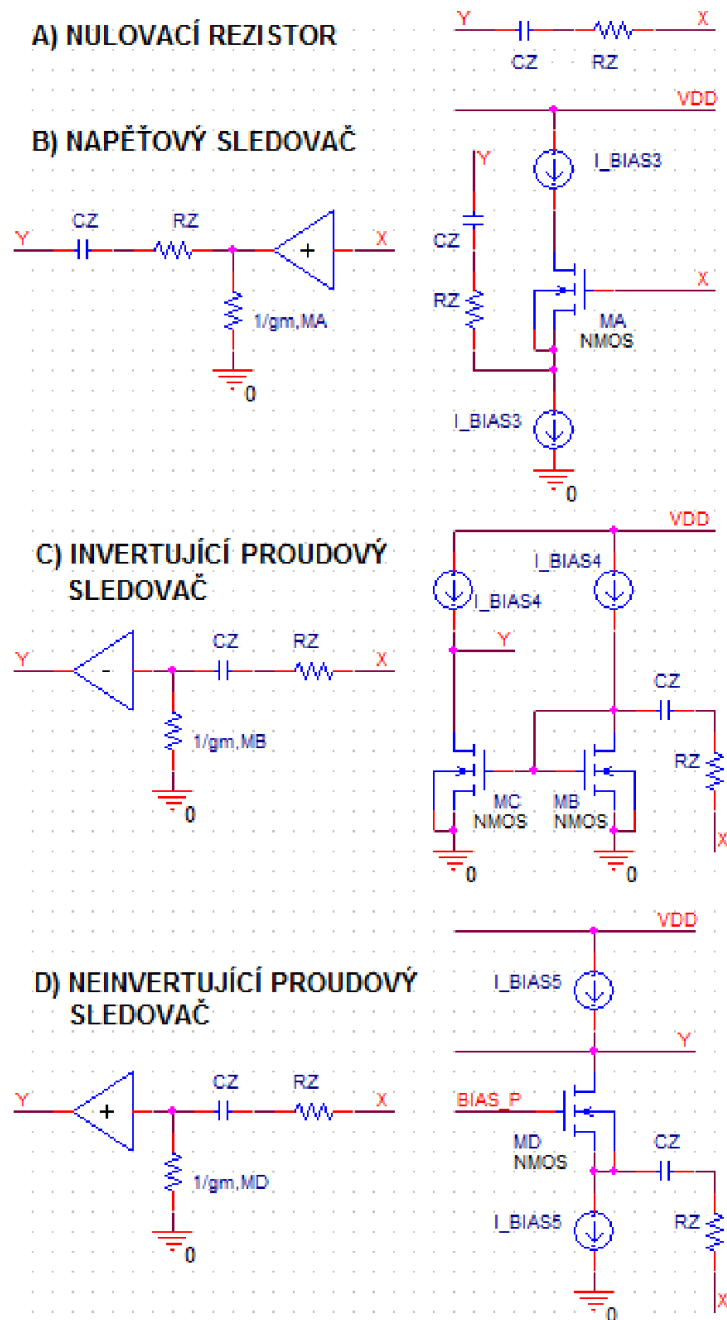 A) NULOVACÍ REZISTOR
Y
X
CZ
RZ
VDD
B) NAPĚŤOVÝ SLEDOVAČ
I_BIAS3
Y
CZ
RZ
Y
CZ
RZ
+
X
1/gm,MA
0
X
MA
NMOS
I_BIAS3
0
C) INVERTUJÍCÍ PROUDOVÝ
SLEDOVAČ
VDD
I_BIAS4
I_BIAS4
Y
Y
-
CZ
RZ
X
1/gm,MB
0
CZ
RZ
MC
NMOS
MB
NMOS
X
0
0
D) NEINVERTUJÍCÍ PROUDOVÝ
SLEDOVAČ
VDD
I_BIAS5
Y
Y
+
CZ
RZ
X
1/gm,MD
0
BIAS_P
MD
NMOS
CZ
RZ
I_BIAS5
X
0